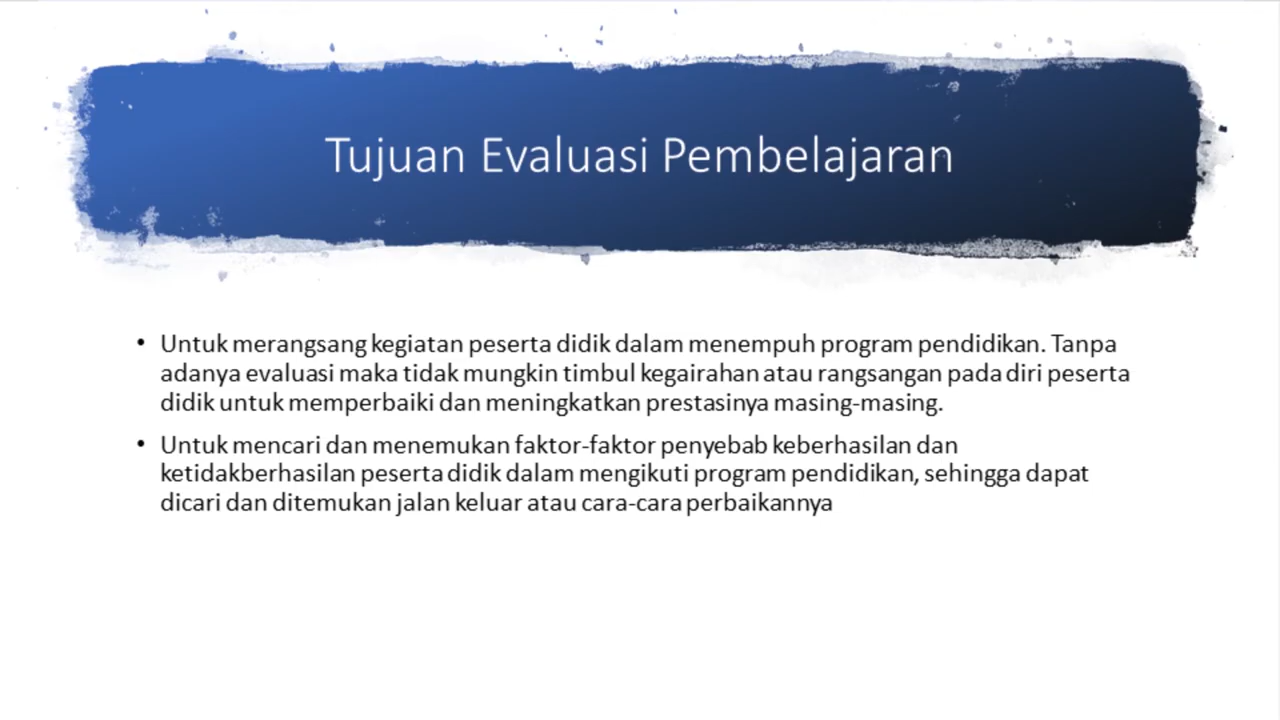 Tujuan Evaluasi Pembelajaran
• Untuk merangsang kegiatan peserta didik dalam menempuh program pendidikan. Tanpa
adanya evaluasi maka tidak mungkin timbul kegairahan atau rangsangan pada diri peserta
didik untuk memperbaiki dan meningkatkan prestasinya masing-masing.
• Untuk mencari dan menemukan faktor-faktor penyebab keberhasilan dan
ketidakberhasilan peserta didik dalam mengikuti program pendidikan, sehingga dapat
dicari dan ditemukan jalan keluar atau cara-cara perbaikannya